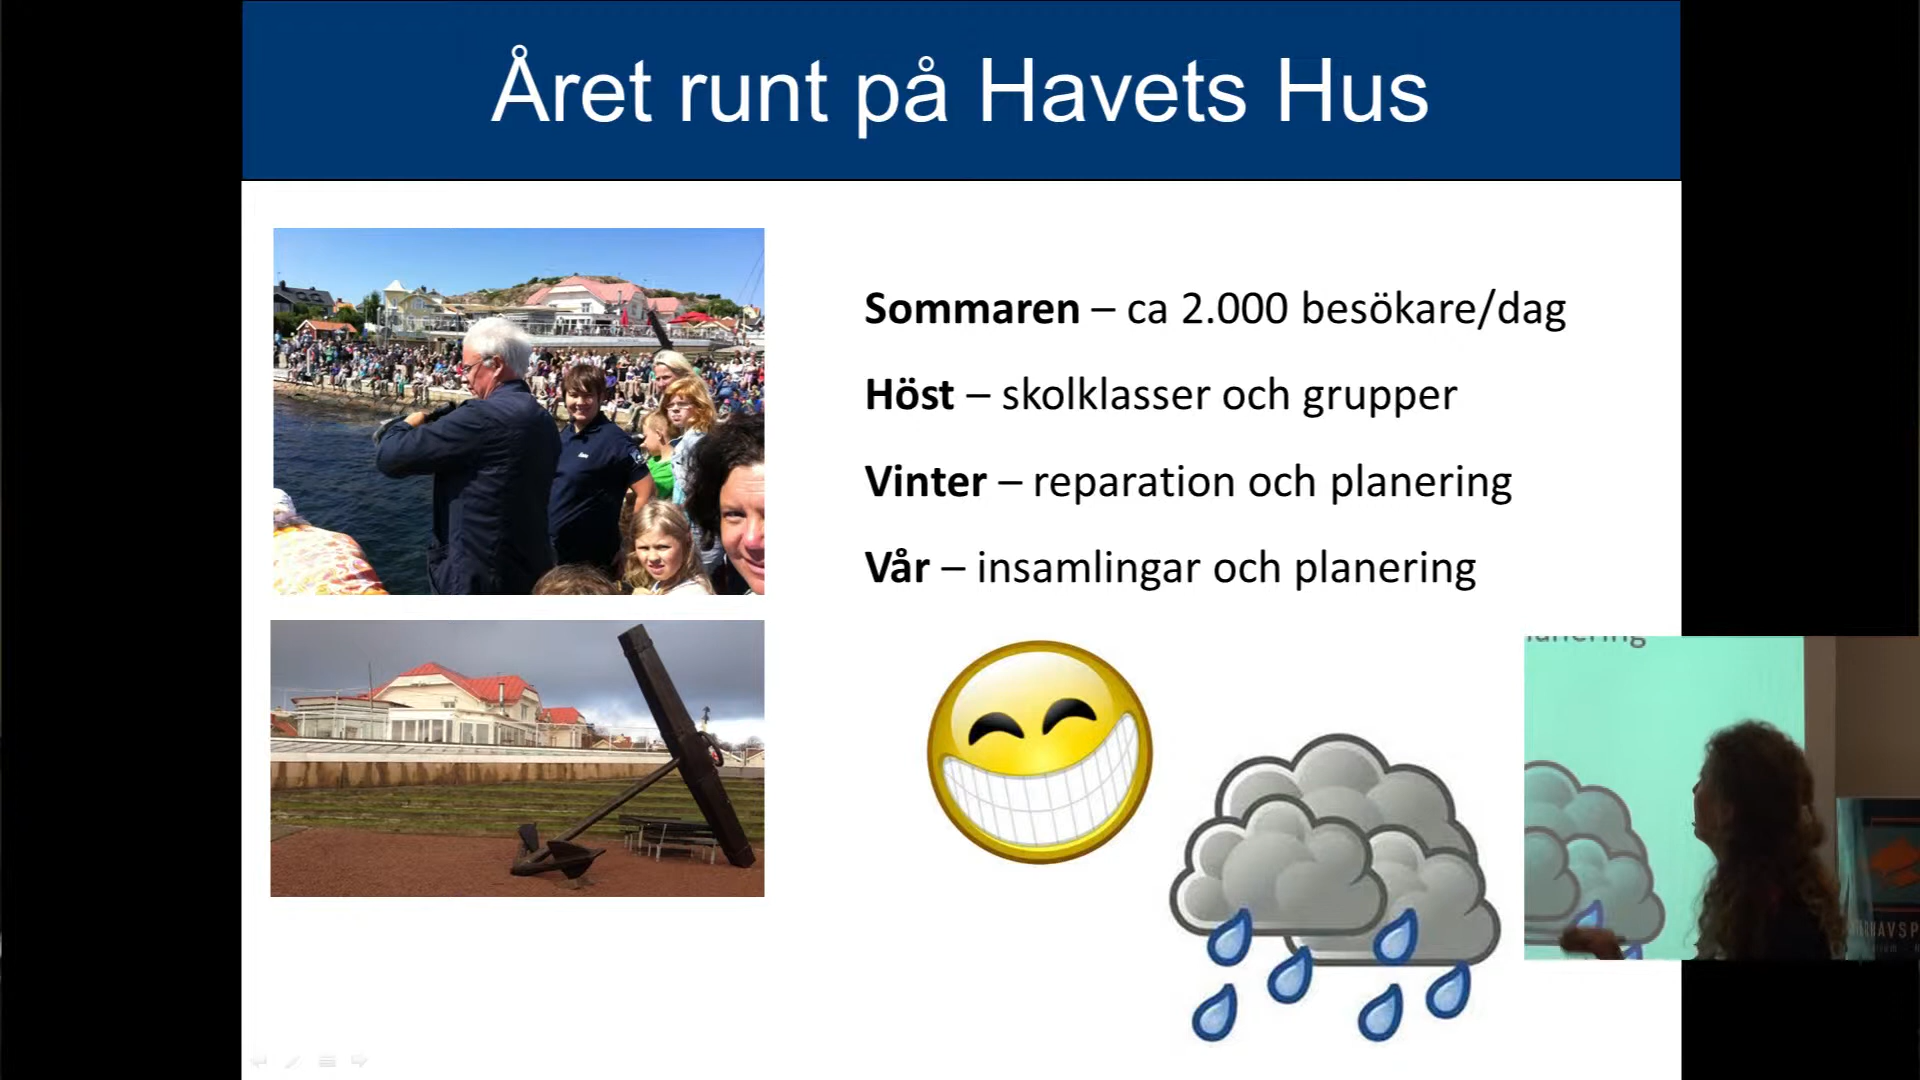 Året runt på Havets Hus
Sommaren – ca 2.000 besökare/dag
Höst – skolklasser och grupper
Vinter – reparation och planering
Vår – insamlingar och planering